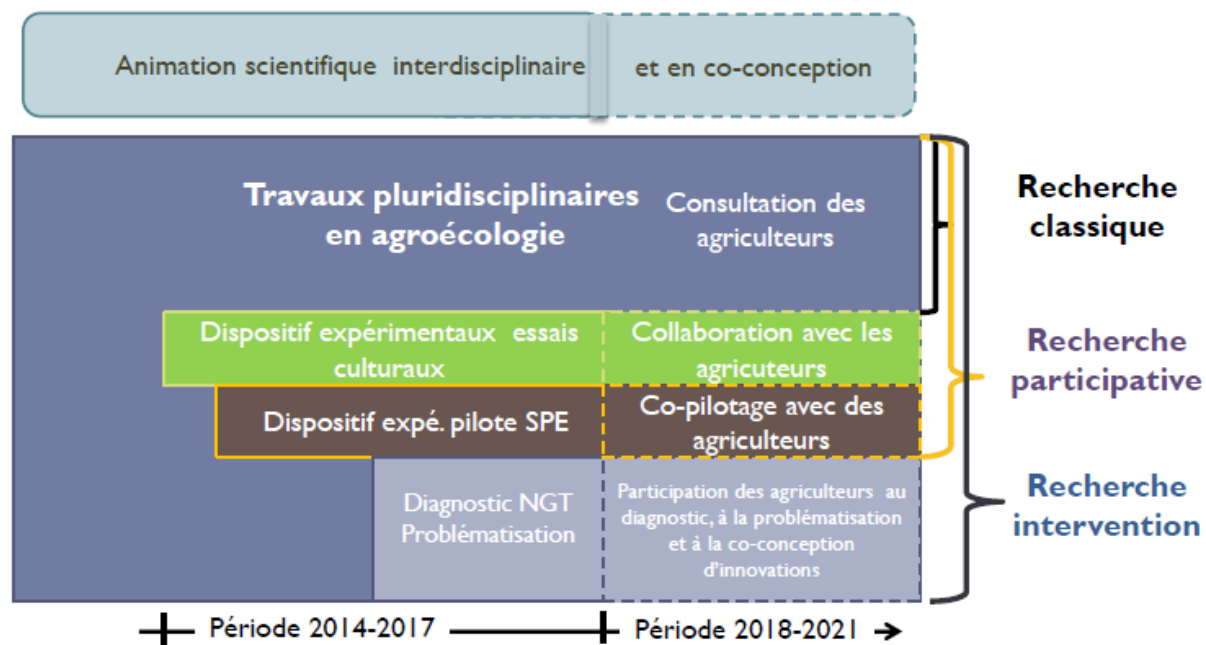 Animation scientifique interdisciplinaire
et en co-conception
Travaux pluridisciplinaires
en agroécologie
Consultation des
agriculteurs
Recherche
classique
Dispositif expérimentaux essais
culturaux
Collaboration avec les
agricuteurs
Recherche
participative
Dispositif expé. pilote SPE
Co-pilotage avec des
agriculteurs
Diagnostic NGT
Problématisation
Participation des agriculteurs au
diagnostic, à la problématisation
et à la co-conception
d'innovations
Recherche
intervention
Période 2014-2017
Période 2018-2021